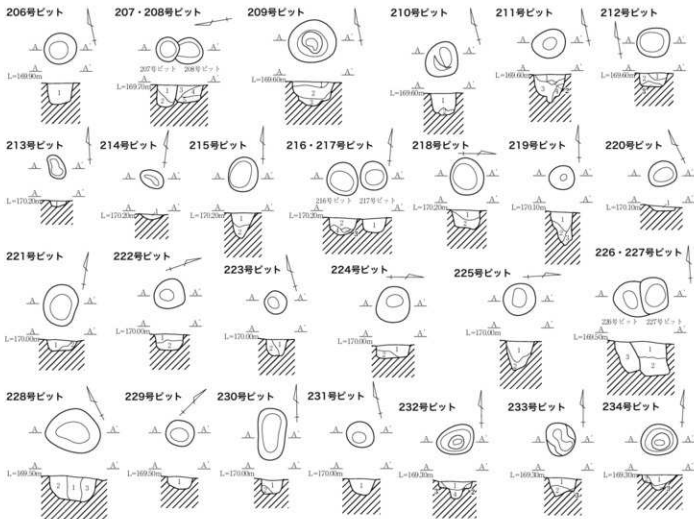 206号ピット
207・208号ピット
209号ピット
210号ピット
211号ピット
212号ピット
A A'
207号ピット 208号ピット
L=169.90m
L=169.70m
L=169.60m
L=169.60m
L=169.60m
L=169.60m
213号ピット
214号ピット
215号ピット
216・217号ピット
218号ピット
219号ピット
220号ピット
A A'
216号ピット 217号ピット
L=170.20m
L=170.20m
L=170.20m
L=170.20m
L=170.20m
L=170.10m
L=170.10m
221号ピット
222号ピット
223号ピット
224号ピット
225号ピット
226・227号ピット
A A'
226号ピット 227号ピット
L=170.00m
L=170.00m
L=170.00m
L=170.00m
L=170.00m
L=169.50m
228号ピット
229号ピット
230号ピット
231号ピット
232号ピット
233号ピット
234号ピット
A A'
L=169.50m
L=169.50m
L=170.00m
L=170.00m
L=169.30m
L=169.30m
L=169.30m